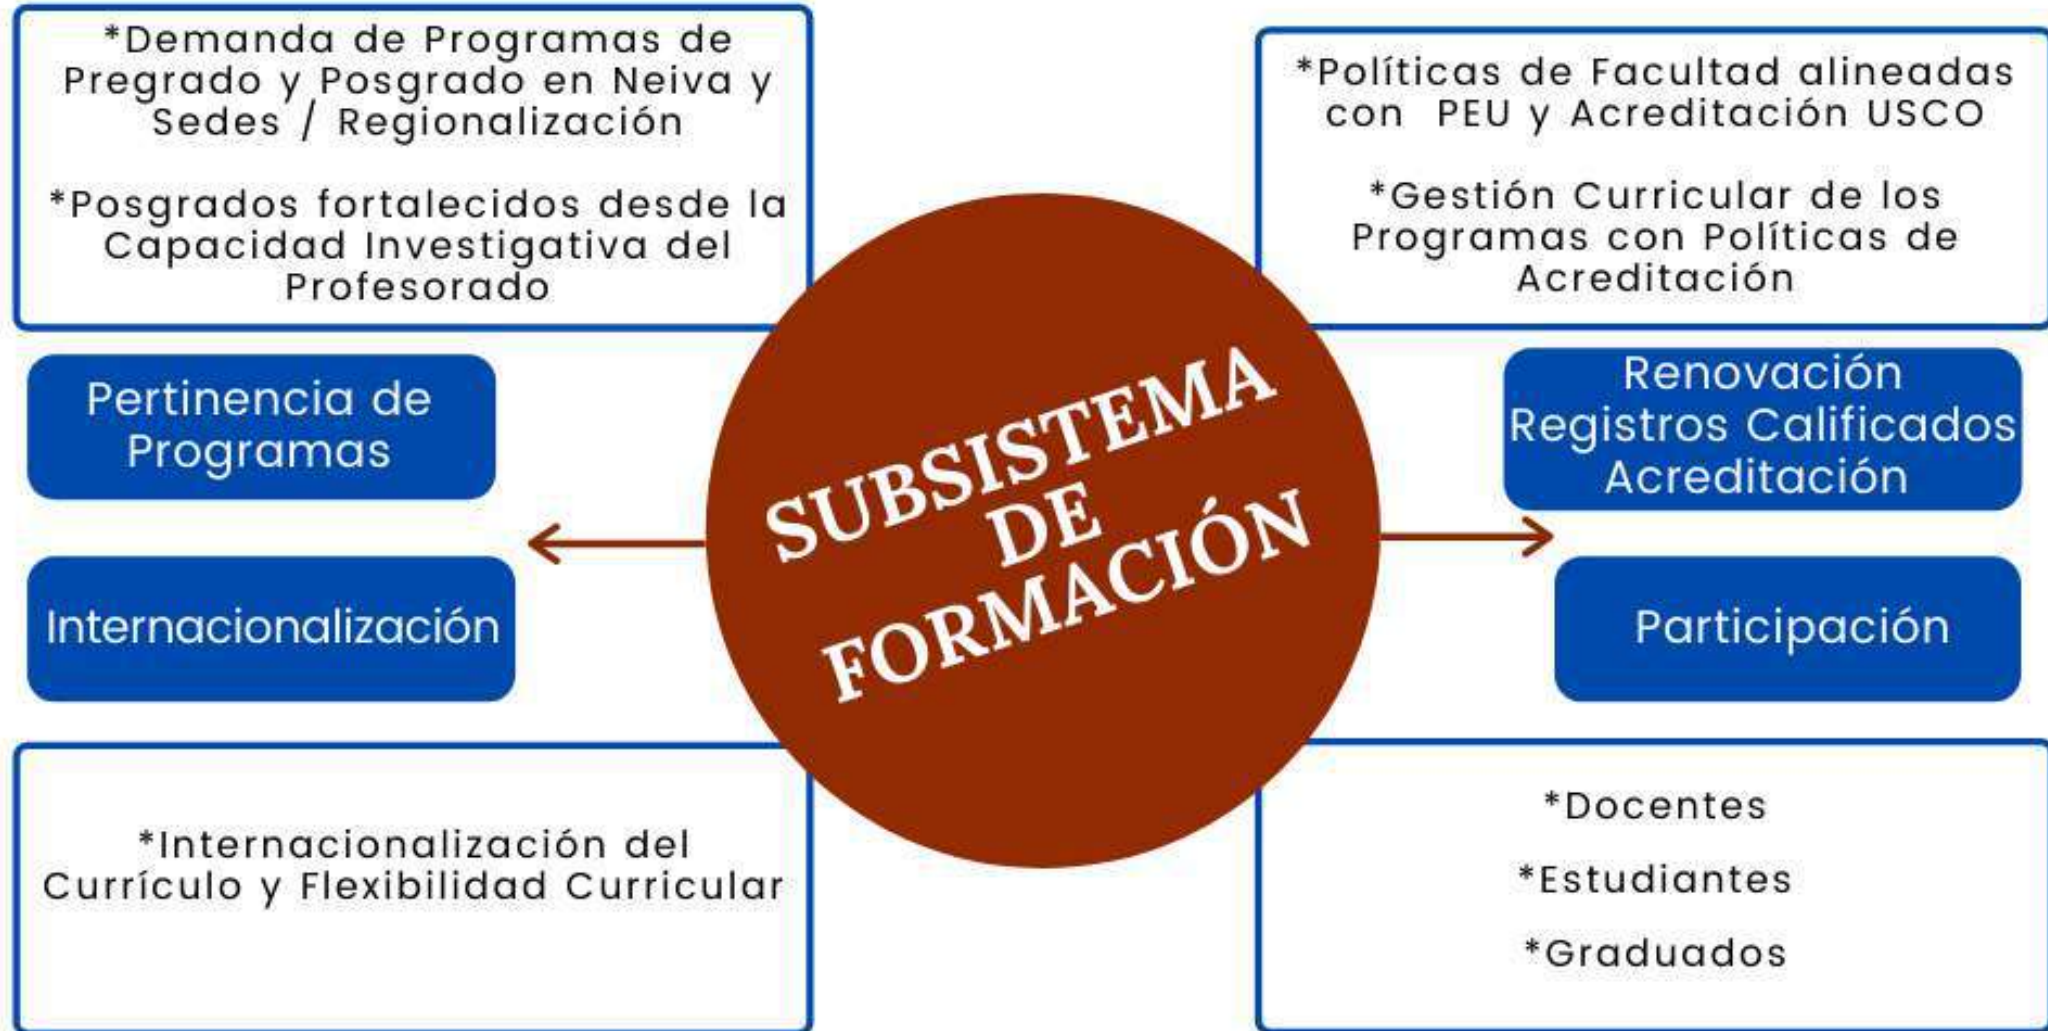 *Demanda de Programas de
Pregrado y Posgrado en Neiva y
Sedes / Regionalización
*Posgrados fortalecidos desde la
Capacidad Investigativa del
Profesorado
*Políticas de Facultad alineadas
con PEU y Acreditación USCO
*Gestión Curricular de los
Programas con Políticas de
Acreditación
Pertinencia de
Programas
Internacionalización
SUBSISTEMA
DE
FORMACIÓN
Renovación
Registros Calificados
Acreditación
Participación
*Internacionalización del
Currículo y Flexibilidad Curricular
*Docentes
*Estudiantes
*Graduados